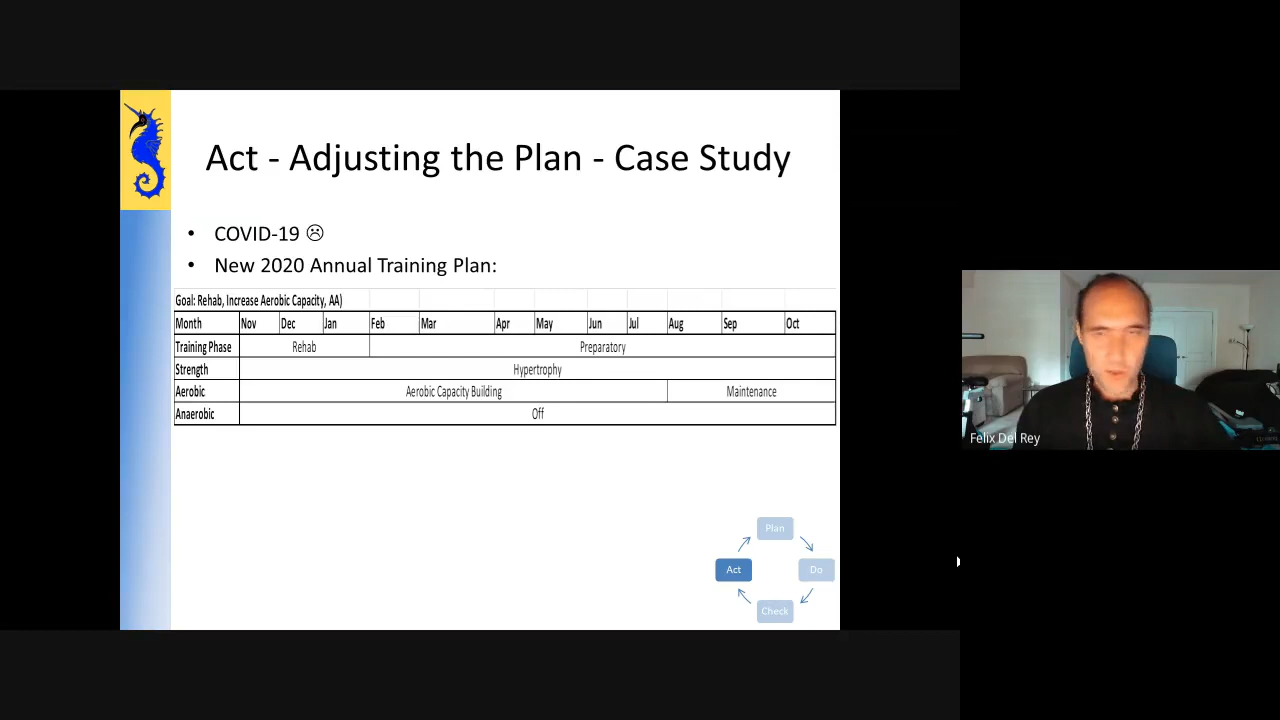 Act - Adjusting the Plan - Case Study
• COVID-19 ☹
• New 2020 Annual Training Plan:
Goal: Rehab, Increase Aerobic Capacity, AA)
Month Nov Dec Jan Feb Mar Apr May Jun Jul Aug Sep Oct
Training Phase Rehab Preparatory
Strength Hypertrophy
Aerobic Aerobic Capacity Building Maintenance
Anaerobic Off
Plan
Act Do
Check
Felix Del Rey